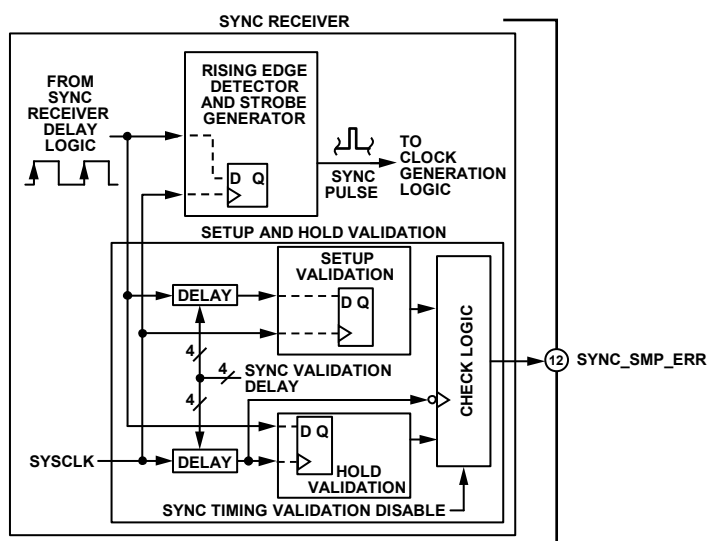 SYNC RECEIVER
RISING EDGE
DETECTOR
AND STROBE
GENERATOR
FROM
SYNC
RECEIVER
DELAY
LOGIC
D Q
SYNC
PULSE
TO
CLOCK
GENERATION
LOGIC
SETUP AND HOLD VALIDATION
SETUP
VALIDATION
DELAY
D Q
4
4
SYNC VALIDATION
DELAY
4
CHECK LOGIC
12 SYNC_SMP_ERR
D Q
SYSCLK
DELAY
HOLD
VALIDATION
SYNC TIMING VALIDATION DISABLE